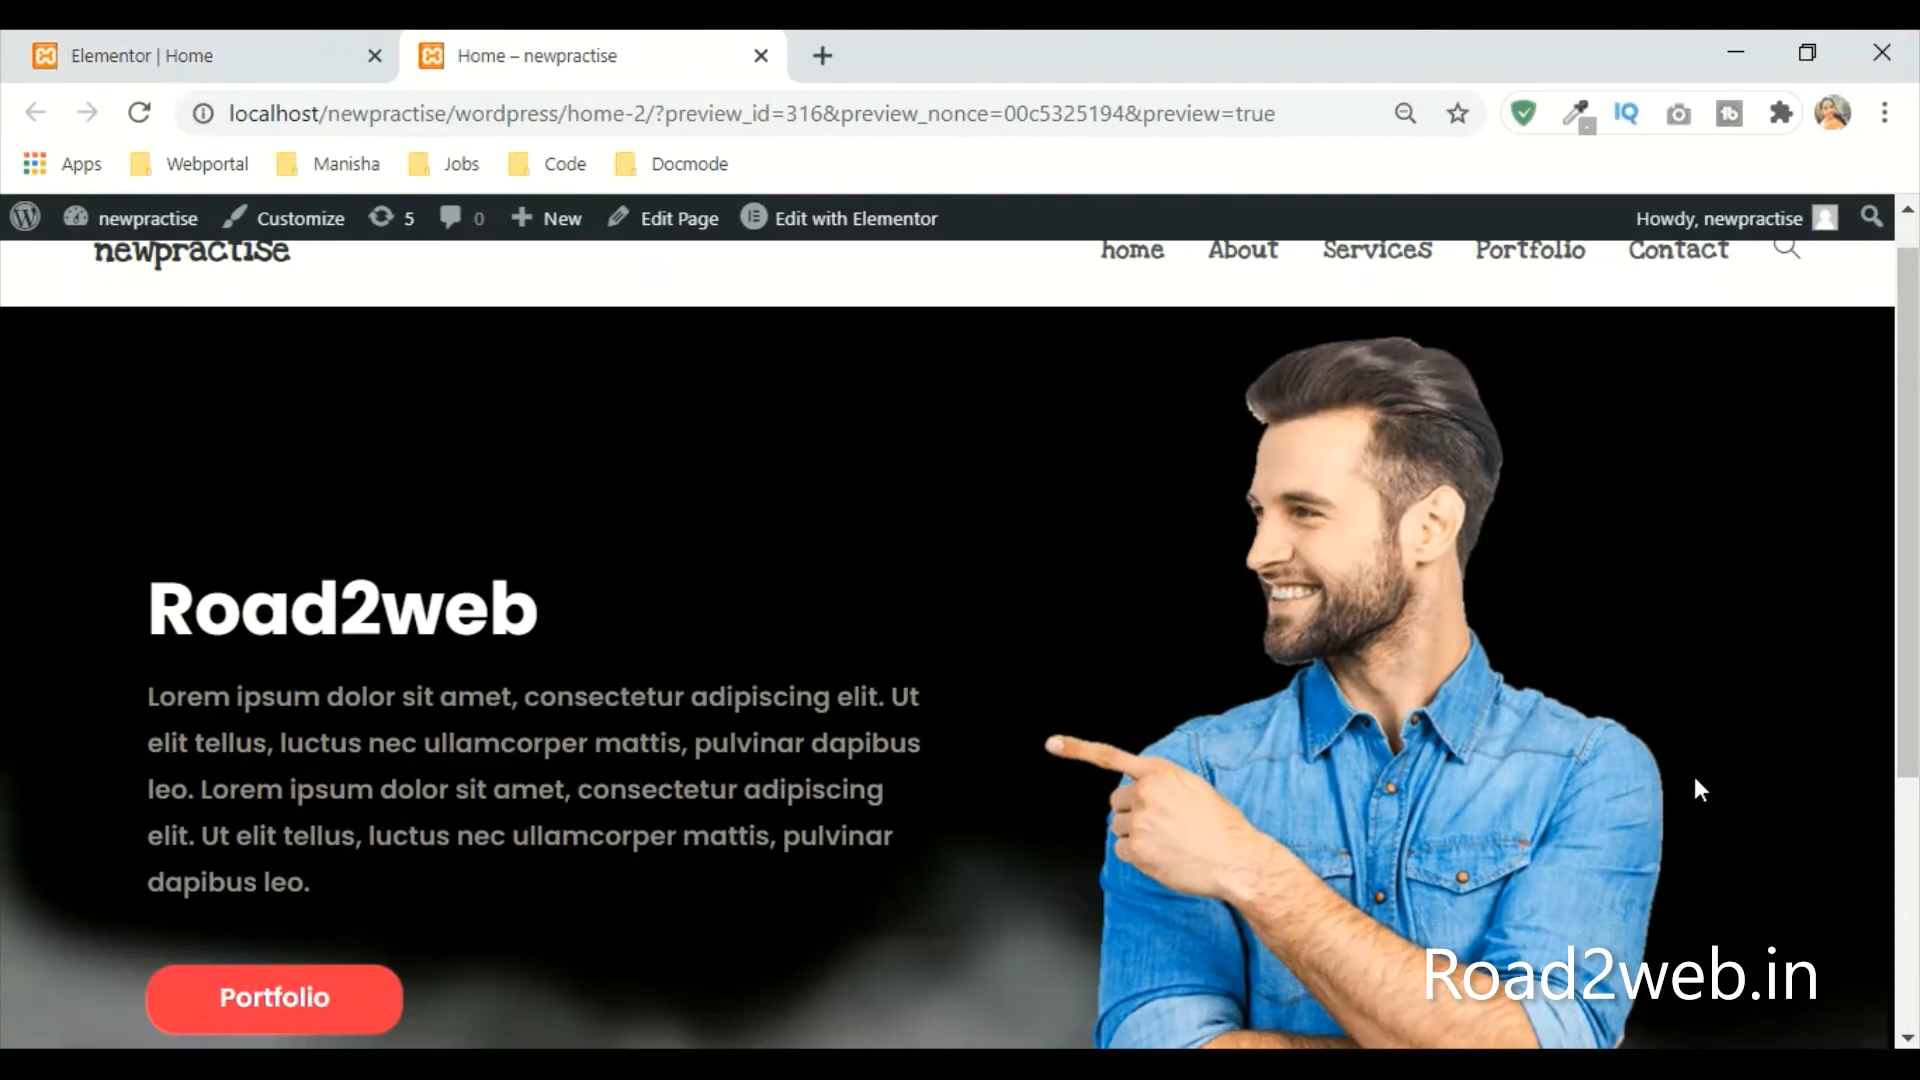 Elementor | Home
Home – newpractise
localhost/newpractise/wordpress/home-2/?preview_id=316&preview_nonce=00c5325194&preview=true
IQ
tb
Apps
Webportal
Manisha
Jobs
Code
Docmode
newpractise
Customize
5
0
New
Edit Page
Edit with Elementor
Howdy, newpractise
newpractise
home
About
Services
Portfolio
Contact
Road2web
Lorem ipsum dolor sit amet, consectetur adipiscing elit. Ut
elit tellus, luctus nec ullamcorper mattis, pulvinar dapibus
leo. Lorem ipsum dolor sit amet, consectetur adipiscing
elit. Ut elit tellus, luctus nec ullamcorper mattis, pulvinar
dapibus leo.
Portfolio
Road2web.in